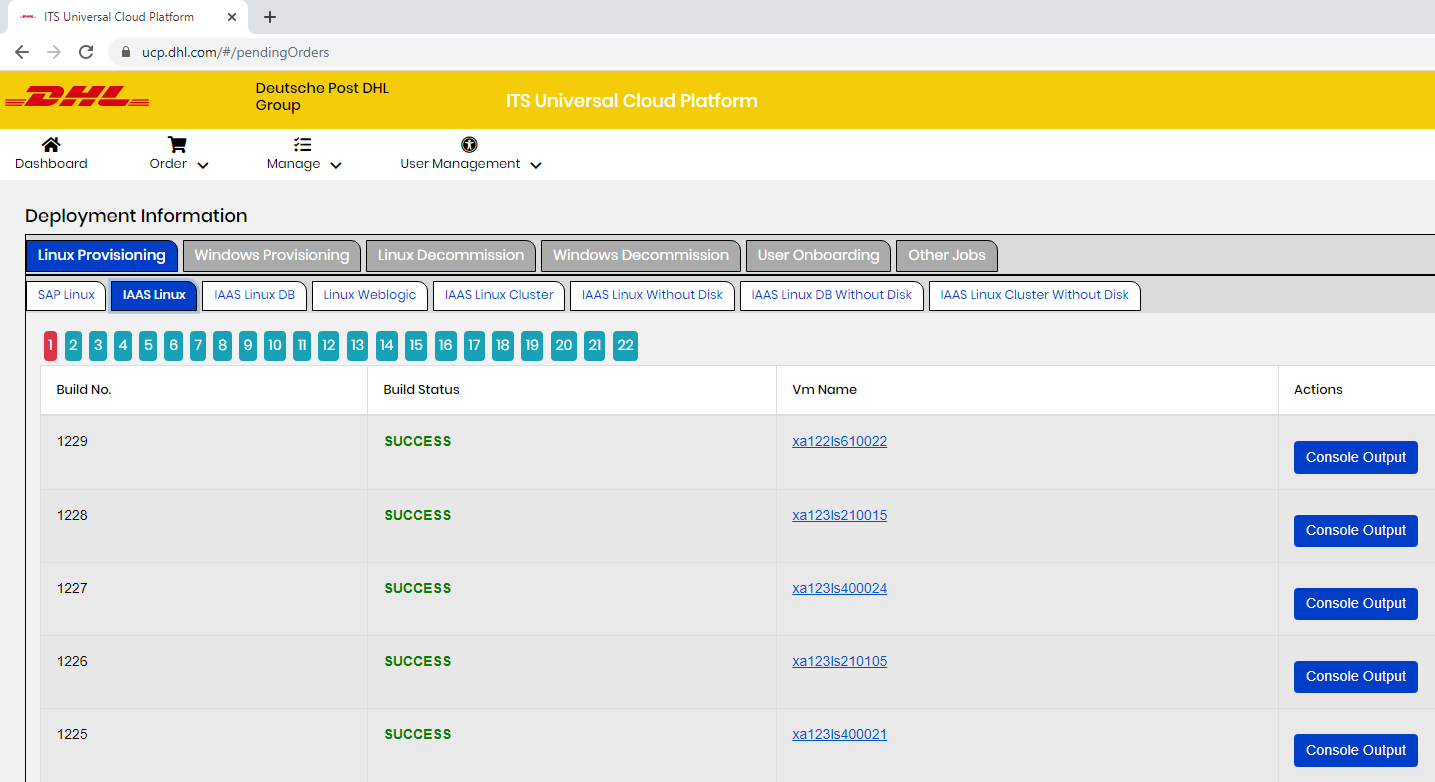 DHL ITS Universal Cloud Platform
ucp.dhl.com/#/pendingOrders
DHL
Deutsche Post DHL
Group
ITS Universal Cloud Platform
Dashboard Order Manage User Management
Deployment Information
Linux Provisioning Windows Provisioning Linux Decommission Windows Decommission User Onboarding Other Jobs
SAP Linux IAAS Linux IAAS Linux DB Linux Weblogic IAAS Linux Cluster IAAS Linux Without Disk IAAS Linux DB Without Disk IAAS Linux Cluster Without Disk
1 2 3 4 5 6 7 8 9 10 11 12 13 14 15 16 17 18 19 20 21 22
Build No. Build Status Vm Name Actions
1229 SUCCESS xa122ls610022 Console Output
1228 SUCCESS xa123ls210015 Console Output
1227 SUCCESS xa123ls400024 Console Output
1226 SUCCESS xa123ls210105 Console Output
1225 SUCCESS xa123ls400021 Console Output